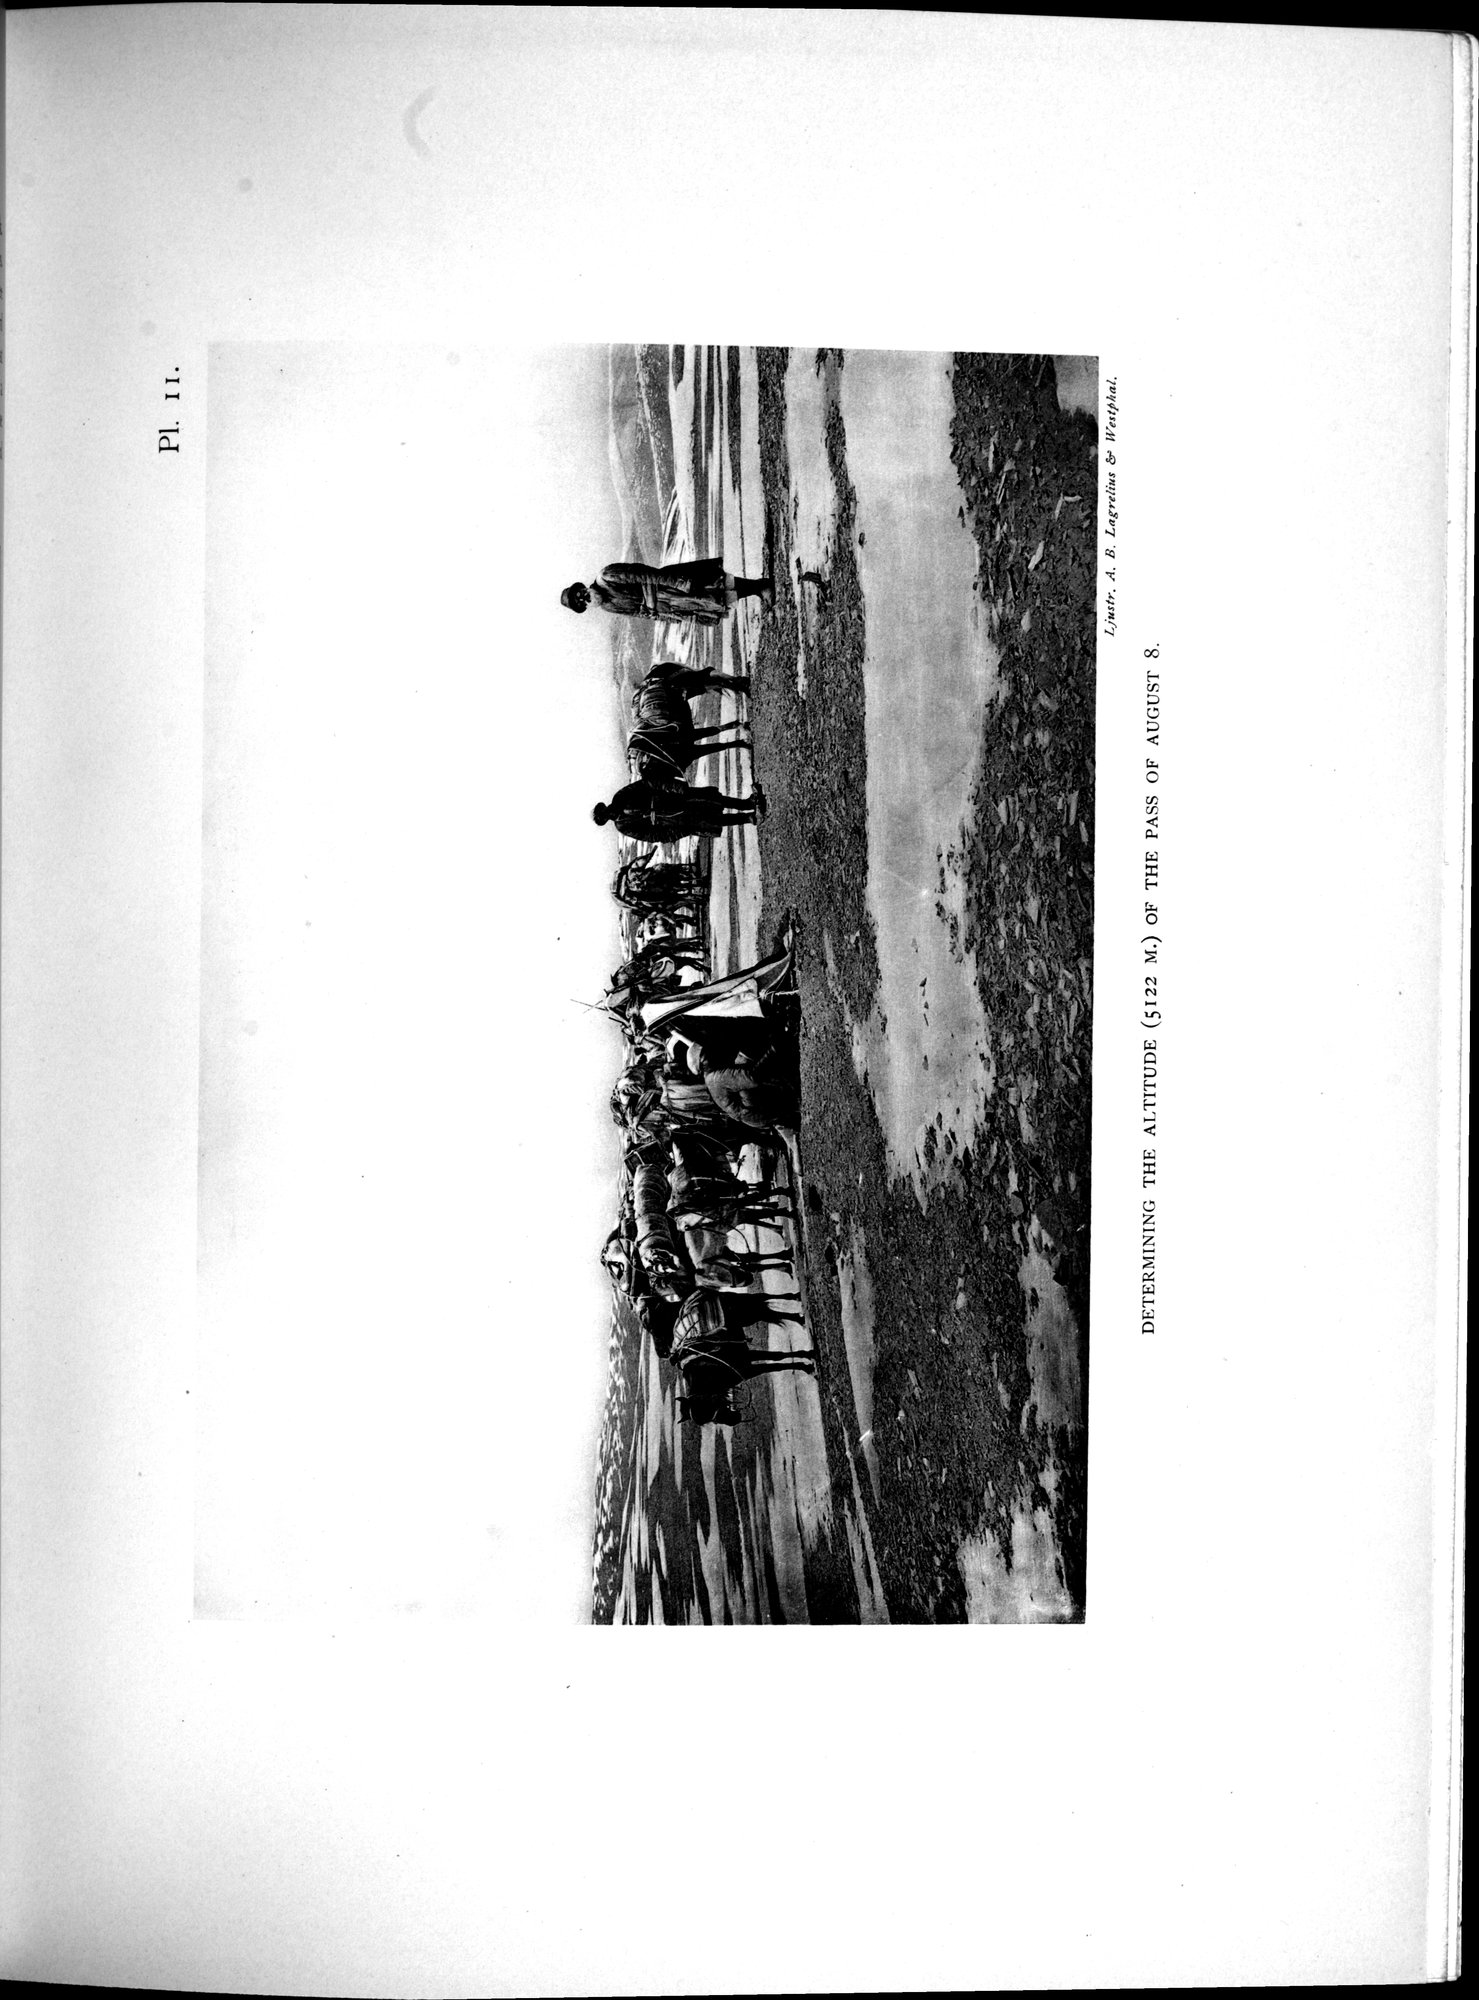 Pl. 11.
Ljustr. A. B. Lagrelius & Westphal.
DETERMINING THE ALTITUDE (5122 M.) OF THE PASS OF AUGUST 8.